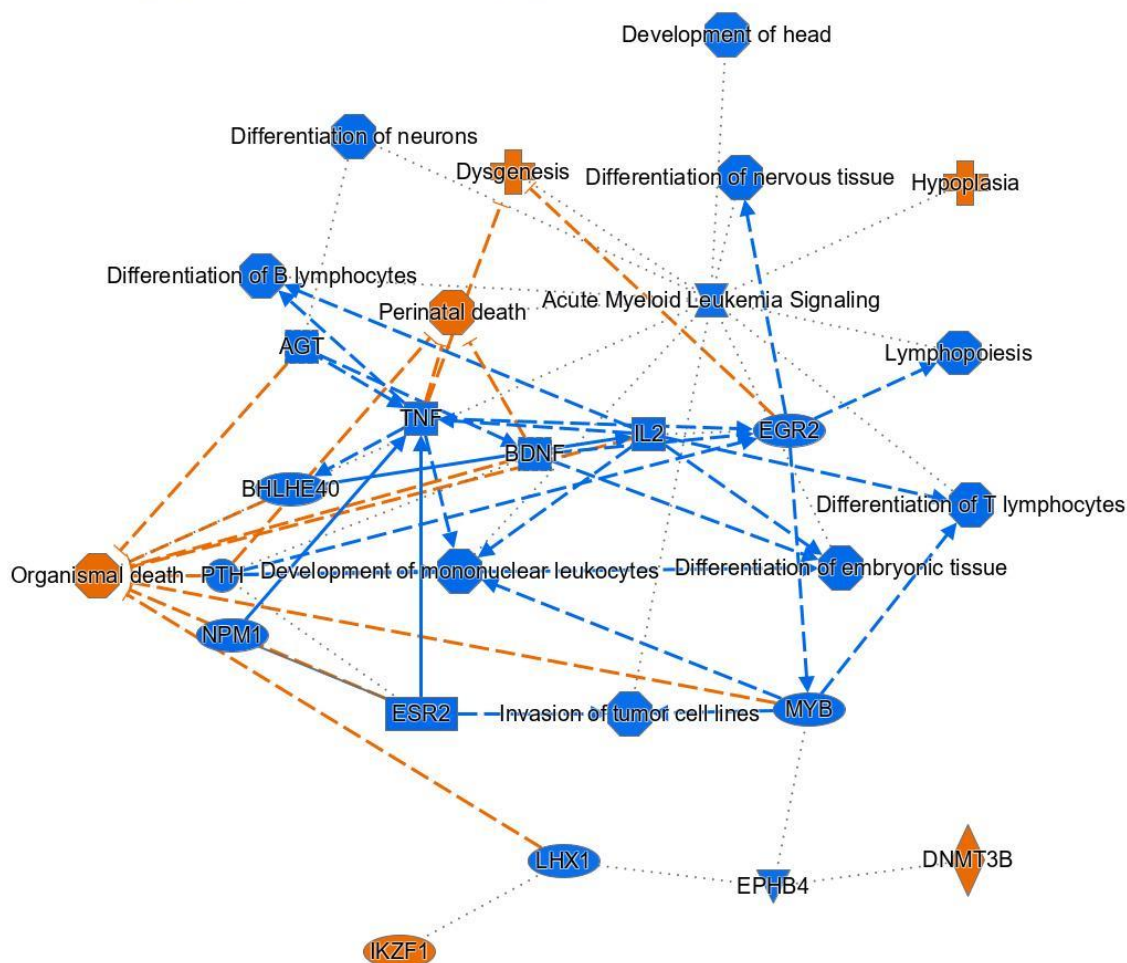 Development of head
Differentiation of neurons
Dysgenesis
Differentiation of nervous tissue
Hypoplasia
Differentiation of B lymphocytes
Perinatal death
Acute Myeloid Leukemia Signaling
AGT
Lymphopoiesis
TNF
IL2
EGR2
BDNF
BHLHE40
Differentiation of T lymphocytes
Organismal death
PTH
Development of mononuclear leukocytes
Differentiation of embryonic tissue
NPM1
ESR2
Invasion of tumor cell lines
MYB
LHX1
DNMT3B
EPHB4
IKZF1